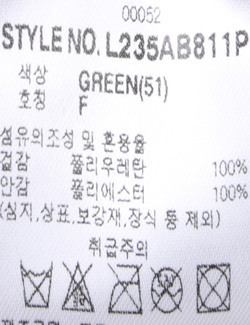 00052
STYLE NO. L235AB811P
색상 GREEN(51)
호칭 F
섬유의조성 및 혼용율
겉감 폴리우레탄 100%
안감 폴리에스터 100%
(심지,상표,보강재,장식 등 제외)
취급주의